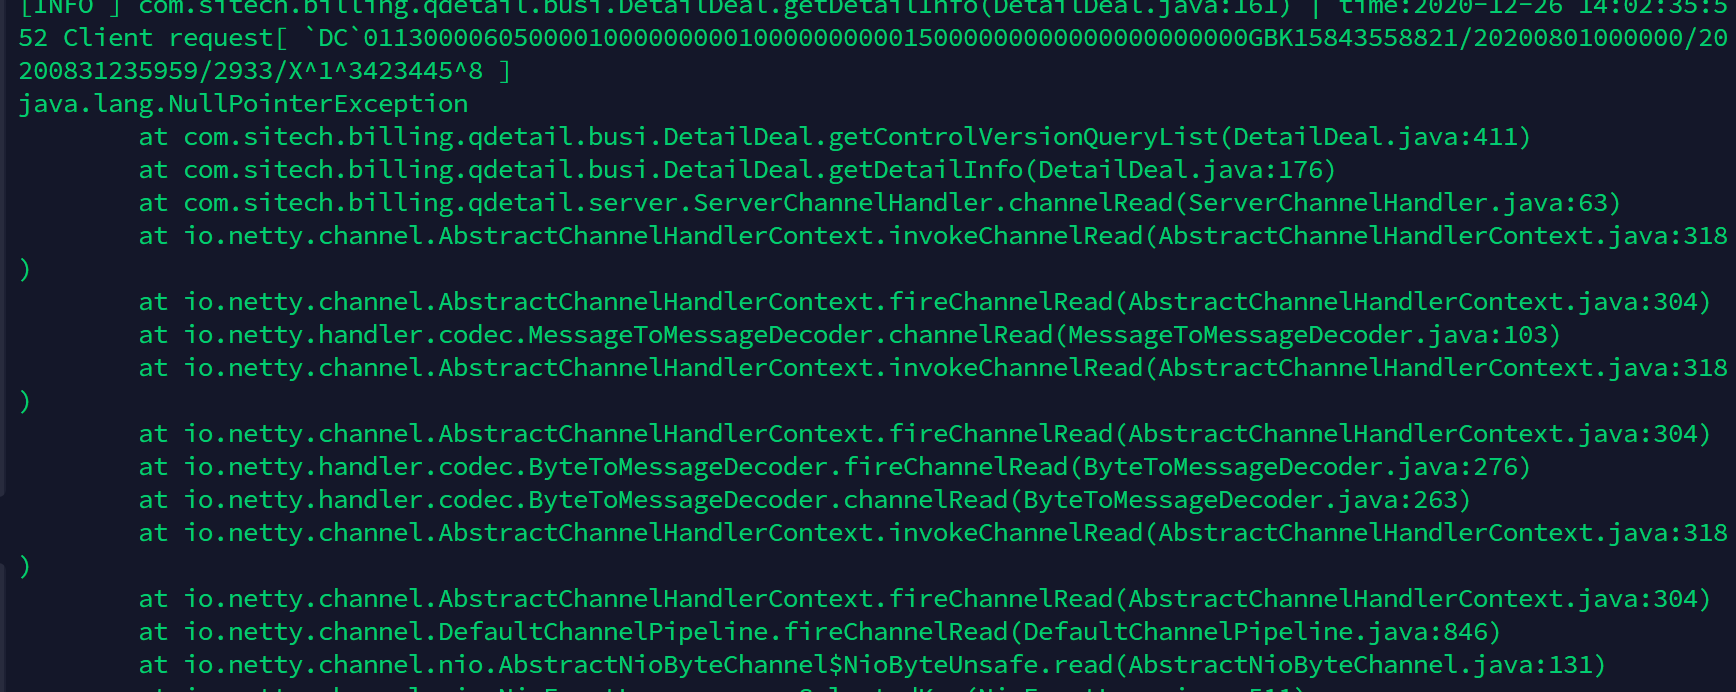 [INFO ] com.sitech.billing.qdetail.busi.DetailDeal.getDetailInfo(DetailDeal.java:161) | time:2020-12-26 14:02:35:5
52 Client request[ `DC`0113000060500001000000000100000000001500000000000000000000000GBK15843558821/20200801000000/20
200831235959/2933/X^1^3423445^8 ]
java.lang.NullPointerException
at com.sitech.billing.qdetail.busi.DetailDeal.getControlVersionQueryList(DetailDeal.java:411)
at com.sitech.billing.qdetail.busi.DetailDeal.getDetailInfo(DetailDeal.java:176)
at com.sitech.billing.qdetail.server.ServerChannelHandler.channelRead(ServerChannelHandler.java:63)
at io.netty.channel.AbstractChannelHandlerContext.invokeChannelRead(AbstractChannelHandlerContext.java:318
)
at io.netty.channel.AbstractChannelHandlerContext.fireChannelRead(AbstractChannelHandlerContext.java:304)
at io.netty.handler.codec.MessageToMessageDecoder.channelRead(MessageToMessageDecoder.java:103)
at io.netty.channel.AbstractChannelHandlerContext.invokeChannelRead(AbstractChannelHandlerContext.java:318
)
at io.netty.channel.AbstractChannelHandlerContext.fireChannelRead(AbstractChannelHandlerContext.java:304)
at io.netty.handler.codec.ByteToMessageDecoder.fireChannelRead(ByteToMessageDecoder.java:276)
at io.netty.handler.codec.ByteToMessageDecoder.channelRead(ByteToMessageDecoder.java:263)
at io.netty.channel.AbstractChannelHandlerContext.invokeChannelRead(AbstractChannelHandlerContext.java:318
)
at io.netty.channel.AbstractChannelHandlerContext.fireChannelRead(AbstractChannelHandlerContext.java:304)
at io.netty.channel.DefaultChannelPipeline.fireChannelRead(DefaultChannelPipeline.java:846)
at io.netty.channel.nio.AbstractNioByteChannel$NioByteUnsafe.read(AbstractNioByteChannel.java:131)